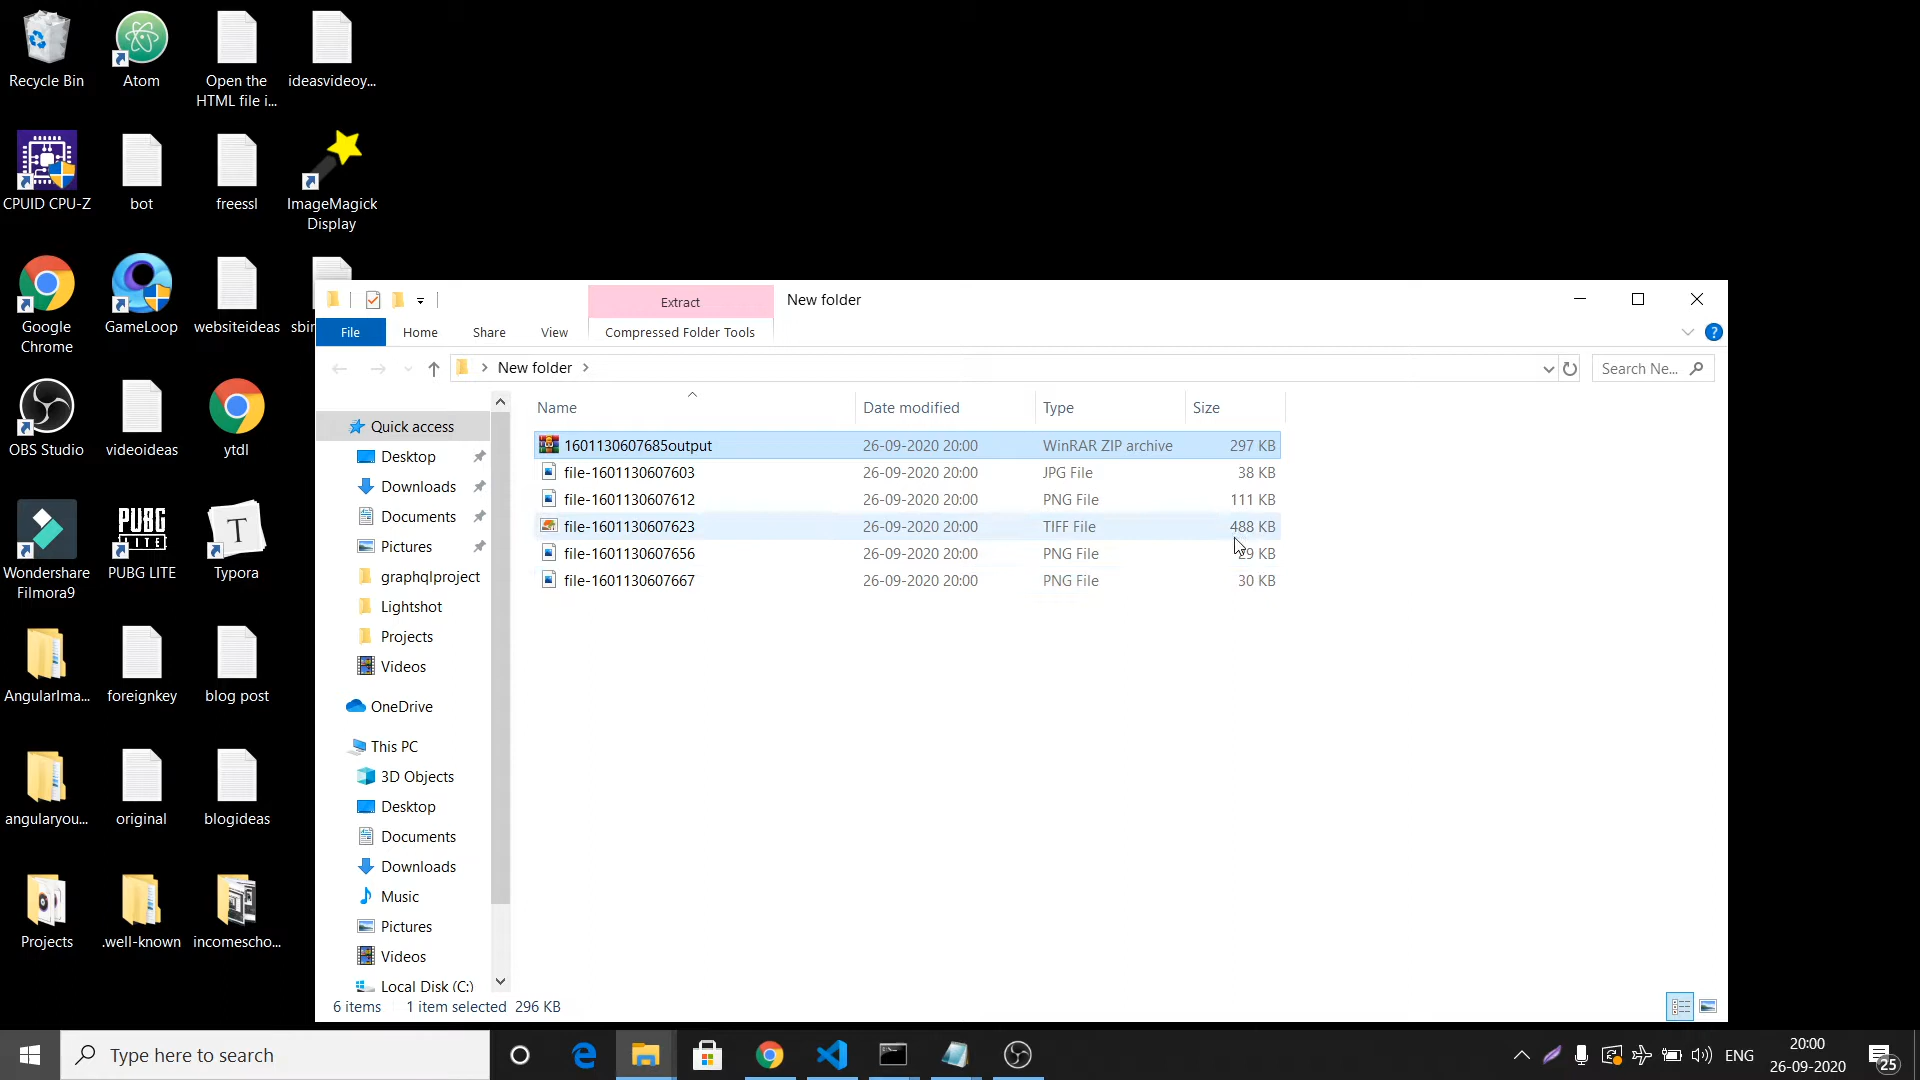 Recycle Bin
Atom
Open the
HTML file i...
ideasvideoy...
CPUID CPU-Z
bot
freessl
ImageMagick
Display
Google
Chrome
GameLoop
websiteideas
sbin
OBS Studio
videoideas
ytdl
Wondershare
Filmora9
PUBG
LITE
PUBG LITE
T
Typora
AngularIma...
foreignkey
blog post
angularyou...
original
blogideas
Projects
.well-known
incomescho...
Extract
New folder
File
Home
Share
View
Compressed Folder Tools
?
New folder
Search Ne...
Name
Date modified
Type
Size
1601130607685output 26-09-2020 20:00 WinRAR ZIP archive 297 KB
file-1601130607603 26-09-2020 20:00 JPG File 38 KB
file-1601130607612 26-09-2020 20:00 PNG File 111 KB
file-1601130607623 26-09-2020 20:00 TIFF File 488 KB
file-1601130607656 26-09-2020 20:00 PNG File 29 KB
file-1601130607667 26-09-2020 20:00 PNG File 30 KB
Quick access
Desktop
Downloads
Documents
Pictures
graphqlproject
Lightshot
Projects
Videos
OneDrive
This PC
3D Objects
Desktop
Documents
Downloads
Music
Pictures
Videos
Local Disk (C:)
6 items
1 item selected 296 KB
Type here to search
ENG
20:00
26-09-2020
25